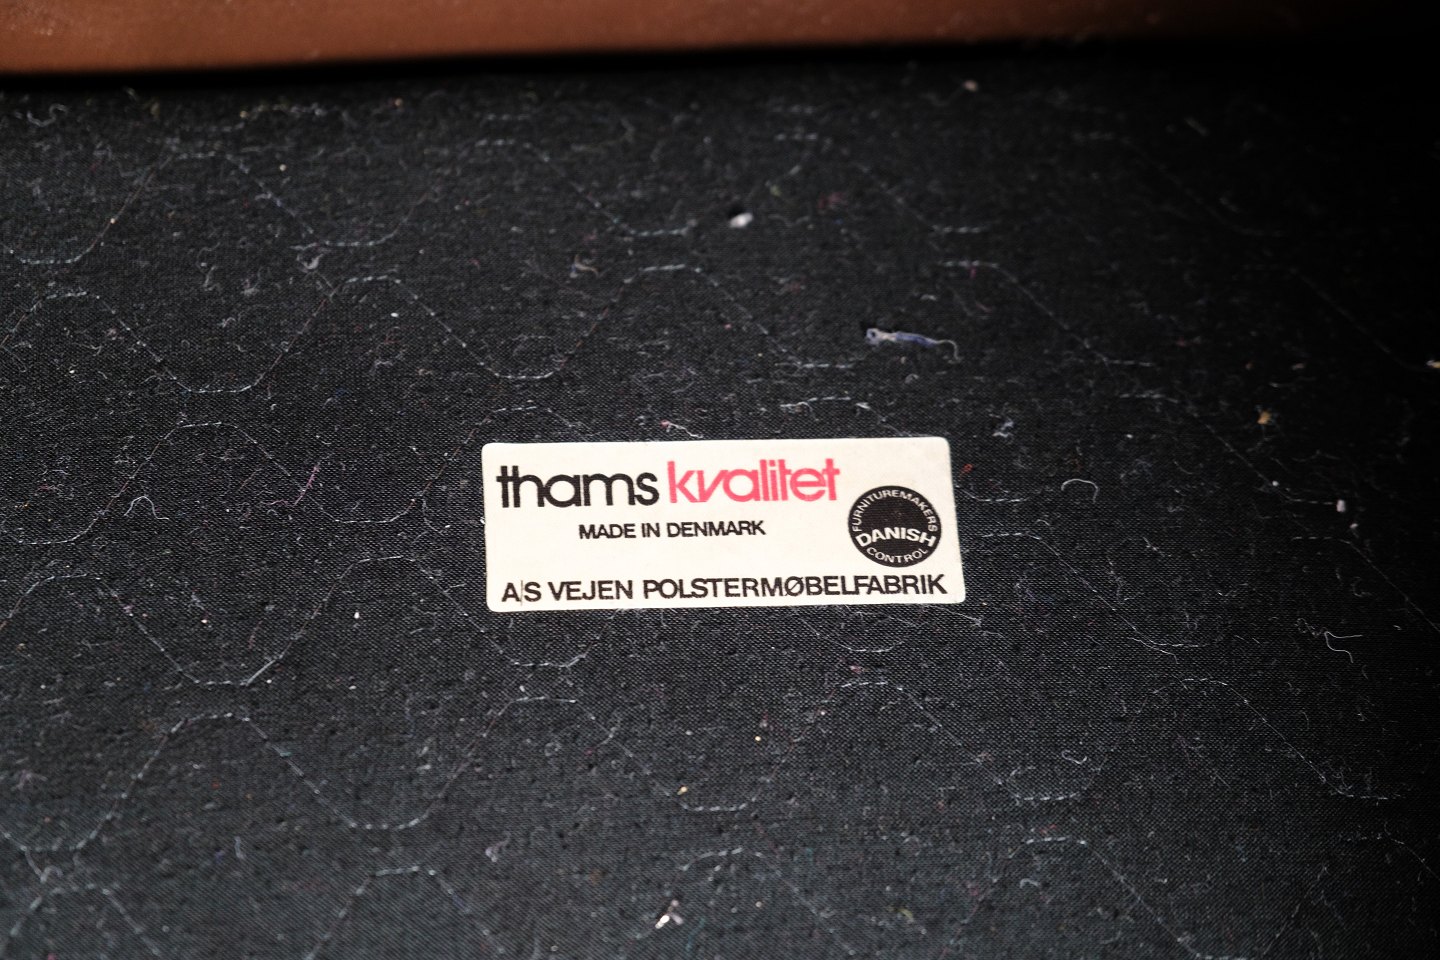 thams kvalitet
MADE IN DENMARK
FURNITUREMAKERS
DANISH
CONTROL
A/S VEJEN POLSTERMØBELFABRIK